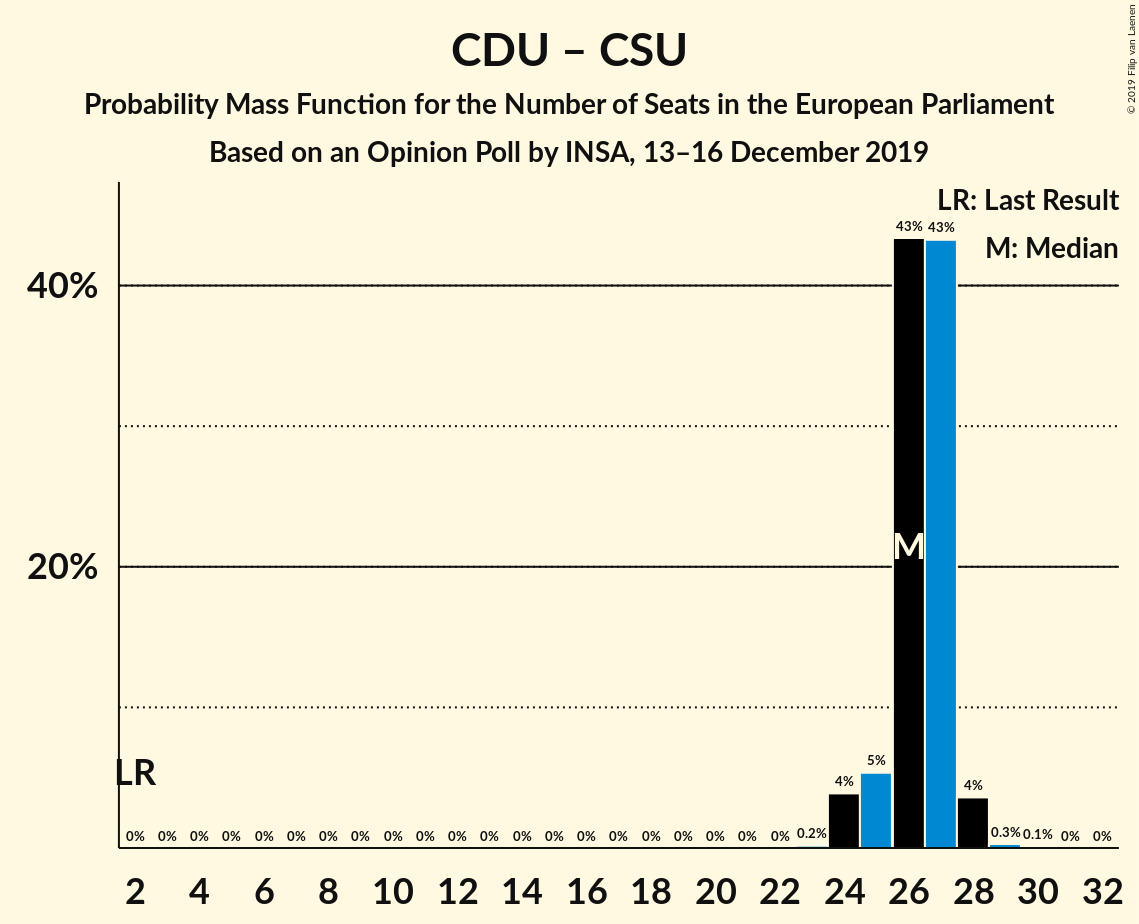 CDU – CSU
Probability Mass Function for the Number of Seats in the European Parliament
Based on an Opinion Poll by INSA, 13–16 December 2019
© 2019 Filip van Laenen
LR: Last Result
M: Median
43% 43%
40%
M
20%
LR
5%
4% 4%
0% 0% 0% 0% 0% 0% 0% 0% 0% 0% 0% 0% 0% 0% 0% 0% 0% 0% 0% 0% 0% 0.2% 0.3% 0.1% 0% 0%
2 4 6 8 10 12 14 16 18 20 22 24 26 28 30 32